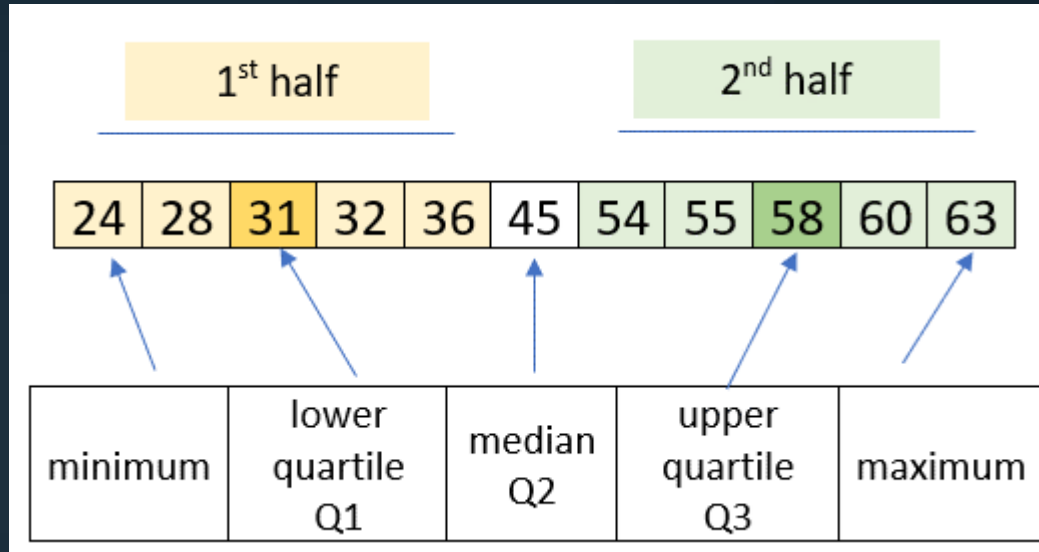 1st half
2nd half
24 28 31 32 36 45 54 55 58 60 63
minimum
lower
quartile
Q1
median
Q2
upper
quartile
Q3
maximum